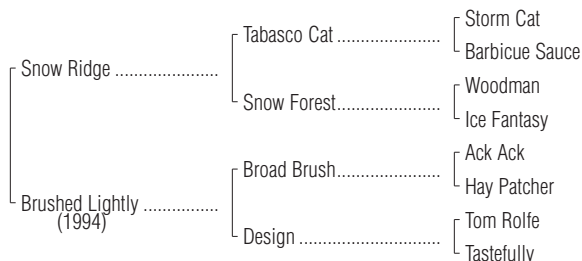 Storm Cat
Tabasco Cat ........................
Barbicue Sauce
Snow Ridge ........................
Woodman
Snow Forest........................
Ice Fantasy
Ack Ack
Broad Brush........................
Hay Patcher
Brushed Lightly .................
(1994)
Tom Rolfe
Design .................................
Tastefully